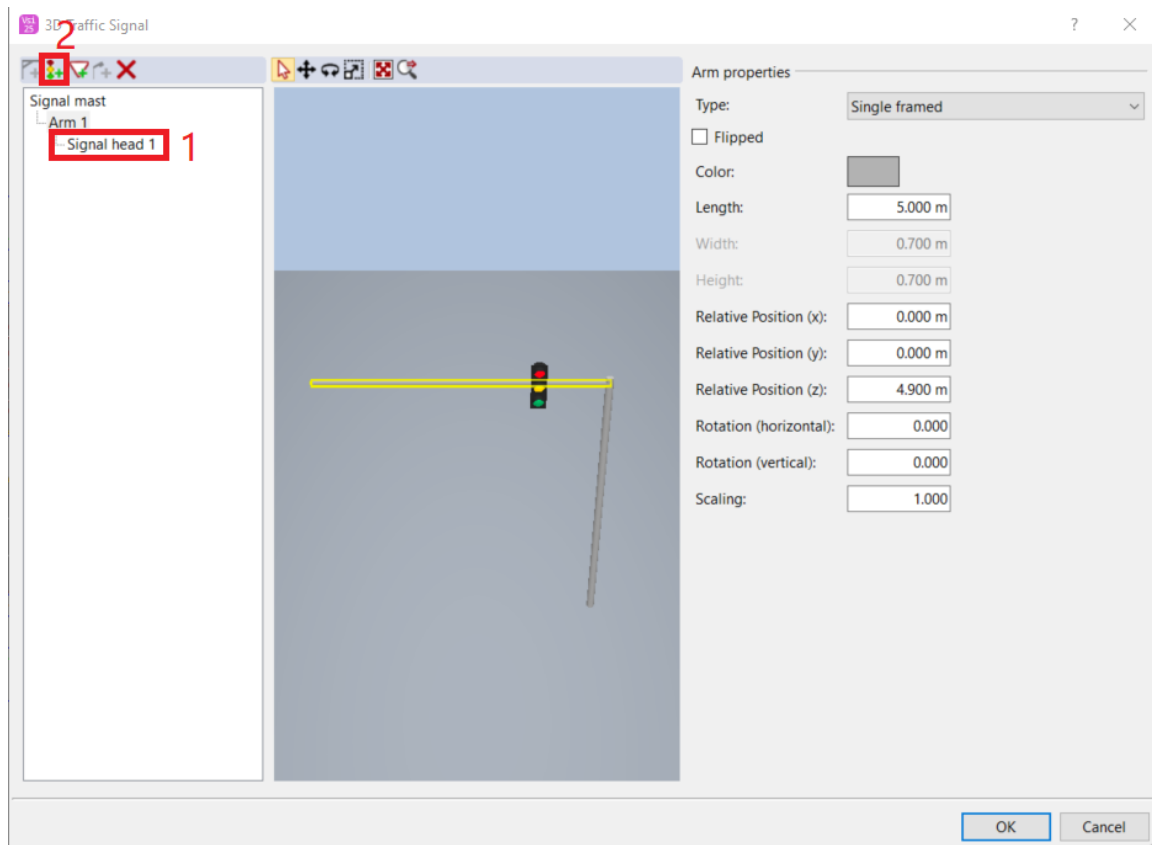 VS1
25
3D Traffic Signal
?
2
Signal mast
Arm 1
Signal head 1
1
Arm properties
Type:
Single framed
Flipped
Color:
Length:
5.000 m
Width:
0.700 m
Height:
0.700 m
Relative Position (x):
0.000 m
Relative Position (y):
0.000 m
Relative Position (z):
4.900 m
Rotation (horizontal):
0.000
Rotation (vertical):
0.000
Scaling:
1.000
OK
Cancel